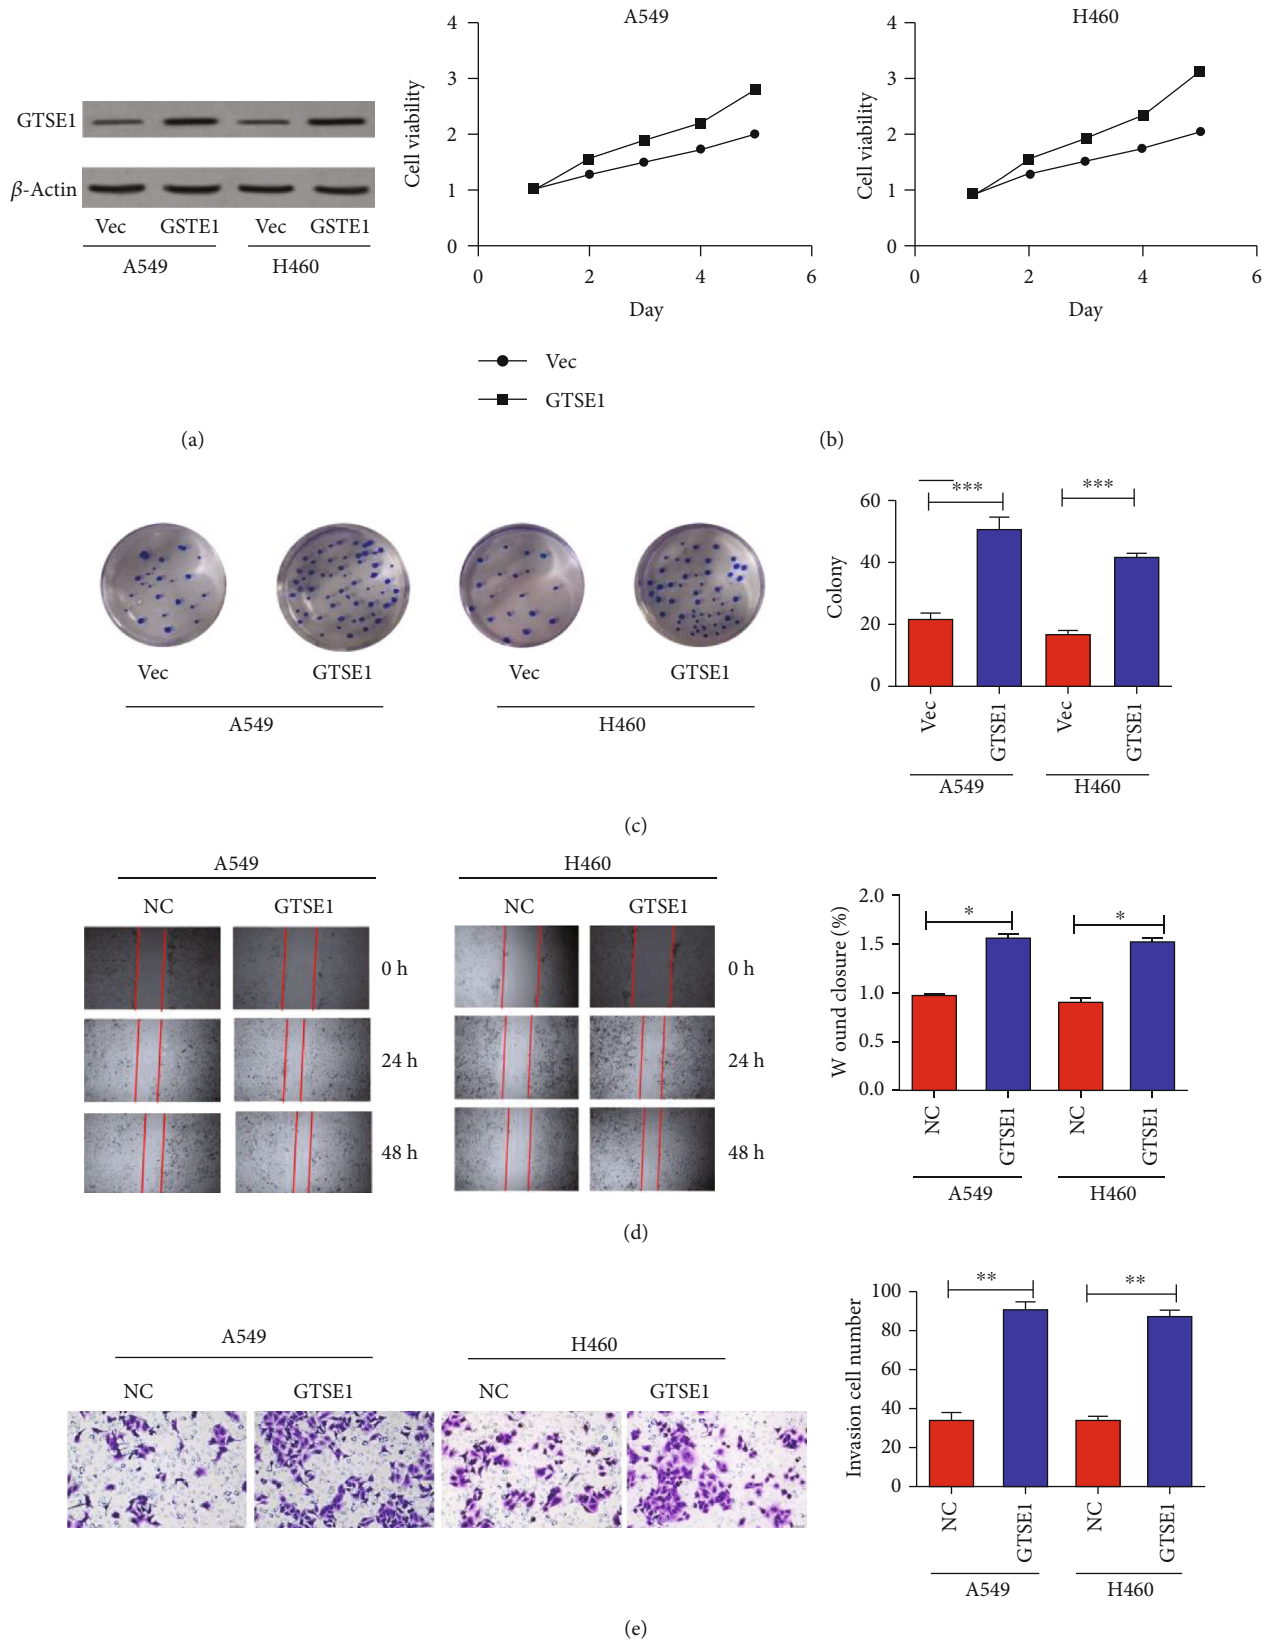 GTSE1
β-Actin
Vec GSTE1 Vec GSTE1
A549 H460
A549
4
3
2
1
0
Cell viability
0 2 4 6
Day
H460
4
3
2
1
0
Cell viability
0 2 4 6
Day
Vec
GTSE1
(a)
(b)
Vec GTSE1 Vec GTSE1
A549 H460
60
40
20
0
Colony
*** ***
Vec GTSE1 Vec GTSE1
A549 H460
(c)
A549 H460
NC GTSE1 NC GTSE1
0 h 0 h
24 h 24 h
48 h 48 h
2.0
1.5
1.0
0.5
0.0
W ound closure (%)
* *
NC GTSE1 NC GTSE1
A549 H460
(d)
A549 H460
NC GTSE1 NC GTSE1
100
80
60
40
20
0
Invasion cell number
** **
NC GTSE1 NC GTSE1
A549 H460
(e)